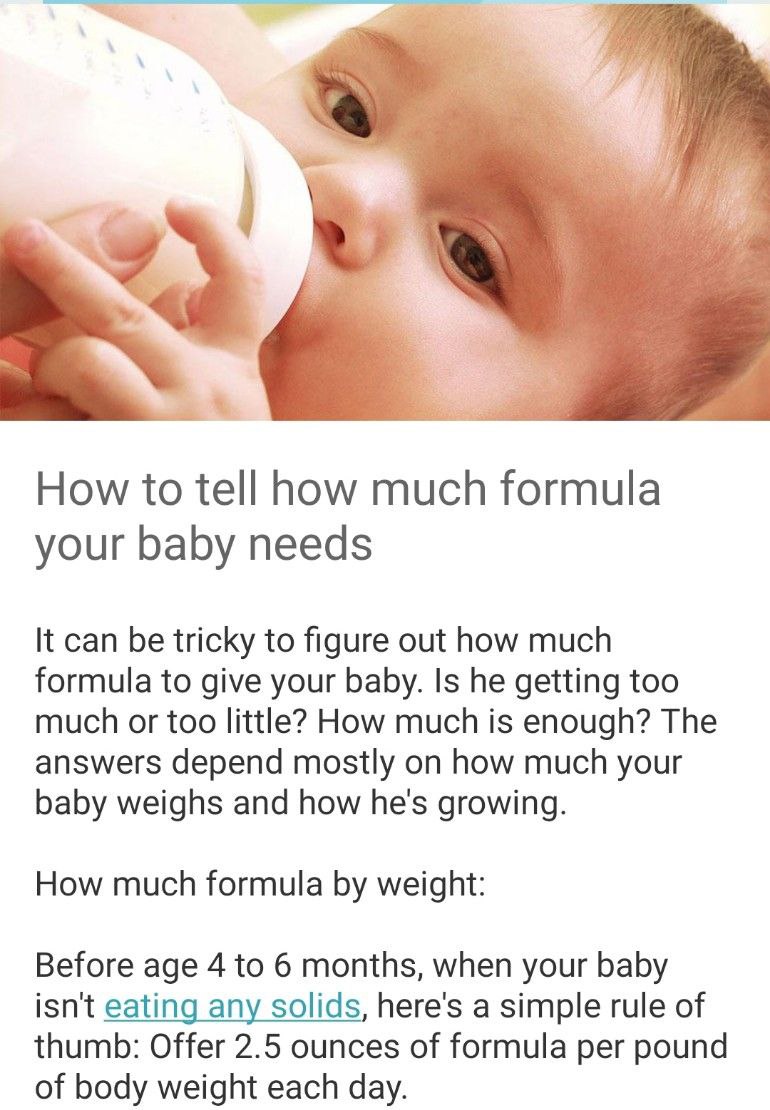 How to tell how much formula
your baby needs
It can be tricky to figure out how much
formula to give your baby. Is he getting too
much or too little? How much is enough? The
answers depend mostly on how much your
baby weighs and how he's growing.
How much formula by weight:
Before age 4 to 6 months, when your baby
isn't eating any solids, here's a simple rule of
thumb: Offer 2.5 ounces of formula per pound
of body weight each day.